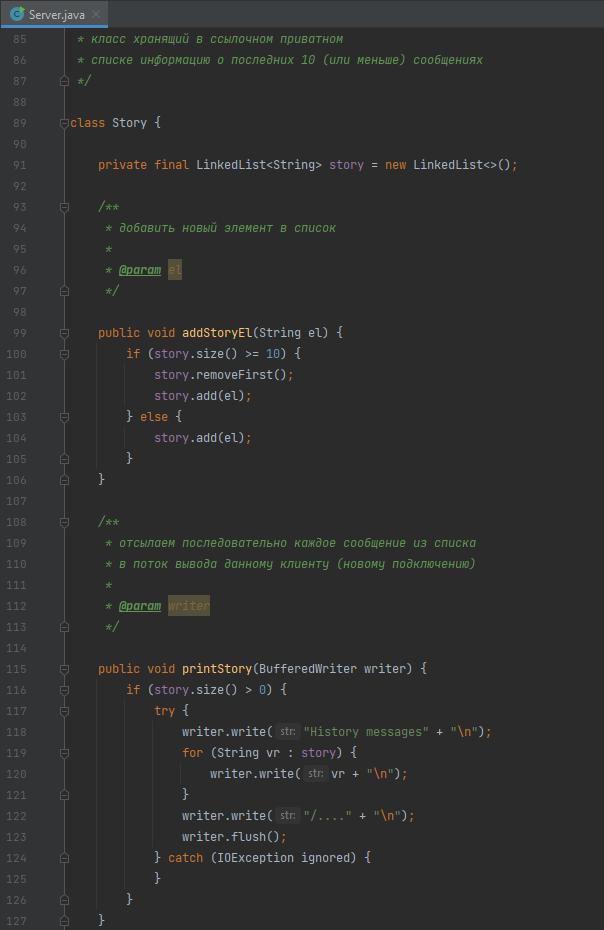 Server.java
85 * класс хранящий в ссылочном приватном
86 * списке информацию о последних 10 (или меньше) сообщениях
87 */
88
89 class Story {
90
91 private final LinkedList<String> story = new LinkedList<>();
92
93 /**
94 * добавить новый элемент в список
95 *
96 * @param el
97 */
98
99 public void addStoryEl(String el) {
100 if (story.size() >= 10) {
101 story.removeFirst();
102 story.add(el);
103 } else {
104 story.add(el);
105 }
106 }
107
108 /**
109 * отсылаем последовательно каждое сообщение из списка
110 * в поток вывода данному клиенту (новому подключению)
111 *
112 * @param writer
113 */
114
115 public void printStory(BufferedWriter writer) {
116 if (story.size() > 0) {
117 try {
118 writer.write( str: "History messages" + "\n");
119 for (String vr : story) {
120 writer.write( str: vr + "\n");
121 }
122 writer.write( str: "/...." + "\n");
123 writer.flush();
124 } catch (IOException ignored) {
125 }
126 }
127 }